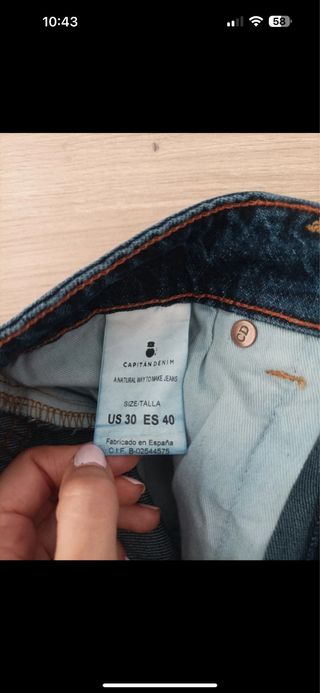 10:43
58
CAPITÁN DENIM
A NATURAL WAY TO MAKE JEANS
SIZE/TALLA
US 30 ES 40
Fabricado en España
C.I.F. B-02544575